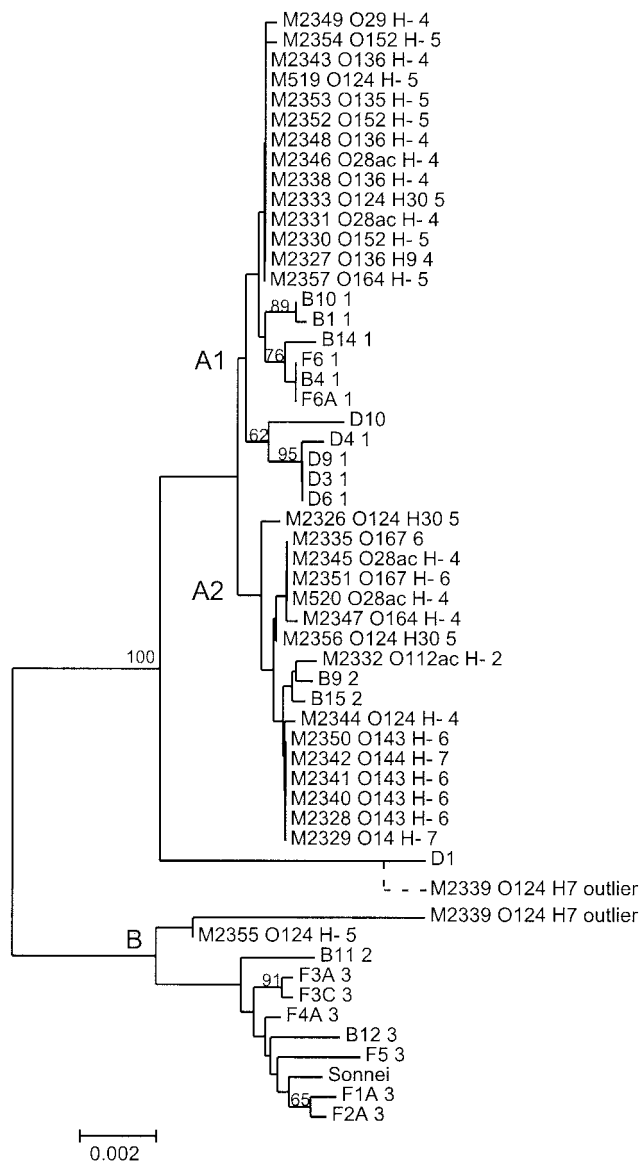 M2349 O29 H- 4
M2354 O152 H- 5
M2343 O136 H- 4
M519 O124 H- 5
M2353 O135 H- 5
M2352 O152 H- 5
M2348 O136 H- 4
M2346 O28ac H- 4
M2338 O136 H- 4
M2333 O124 H30 5
M2331 O28ac H- 4
M2330 O152 H- 5
M2327 O136 H9 4
M2357 O164 H- 5
B10 1
89
B1 1
B14 1
A1
76
F6 1
B4 1
F6A 1
D10
62
D4 1
95
D9 1
D3 1
D6 1
M2326 O124 H30 5
M2335 O167 6
M2345 O28ac H- 4
M2351 O167 H- 6
A2
M520 O28ac H- 4
M2347 O164 H- 4
M2356 O124 H30 5
100
M2332 O112ac H- 2
B9 2
B15 2
M2344 O124 H- 4
M2350 O143 H- 6
M2342 O144 H- 7
M2341 O143 H- 6
M2340 O143 H- 6
M2328 O143 H- 6
M2329 O14 H- 7
D1
M2339 O124 H7 outlier
M2339 O124 H7 outlier
B
M2355 O124 H- 5
B11 2
91
F3A 3
F3C 3
F4A 3
B12 3
F5 3
Sonnei
65
F1A 3
F2A 3
0.002